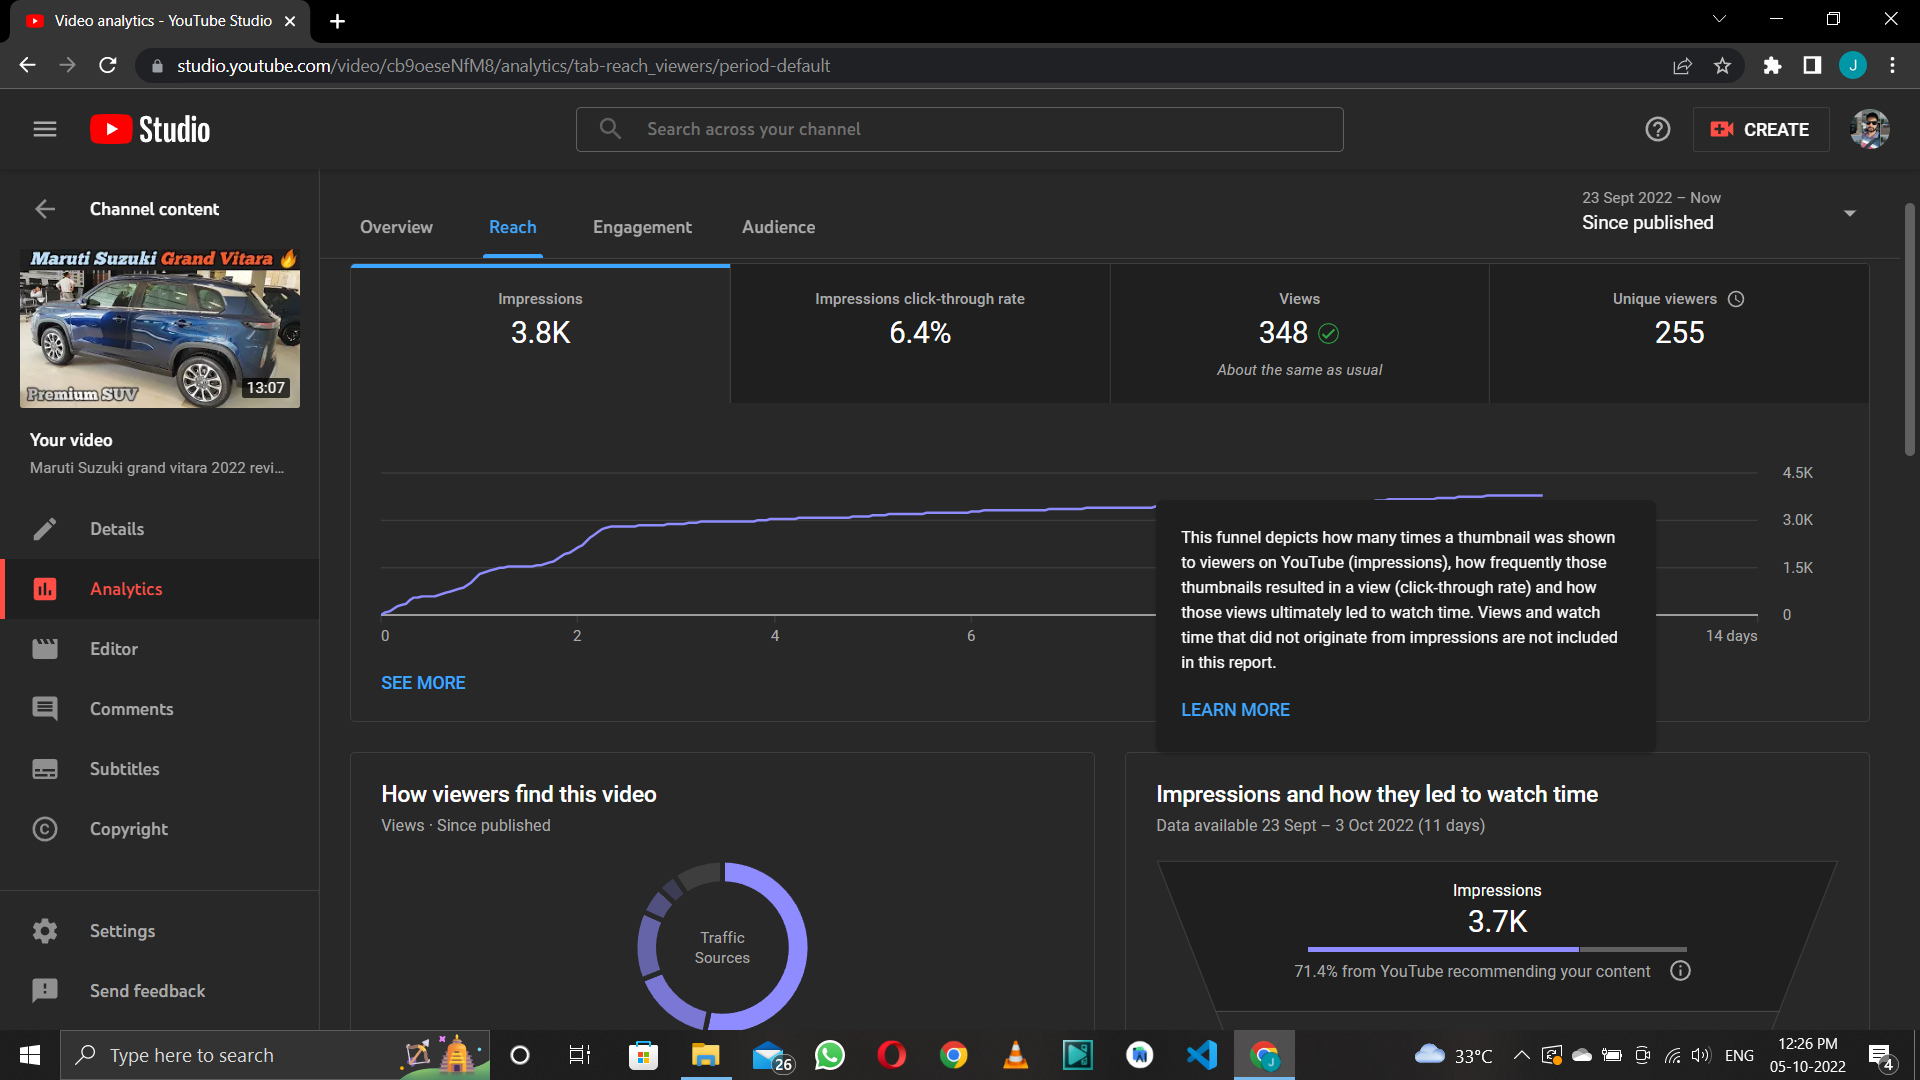 Video analytics - YouTube Studio
studio.youtube.com/video/cb9oeseNfM8/analytics/tab-reach_viewers/period-default
J
Studio
Search across your channel
CREATE
Channel content
Maruti Suzuki Grand Vitara
Premium SUV
13:07
Your video
Maruti Suzuki grand vitara 2022 revi...
Details
Analytics
Editor
Comments
Subtitles
Copyright
Settings
Send feedback
Overview
Reach
Engagement
Audience
23 Sept 2022 – Now
Since published
Impressions
3.8K
Impressions click-through rate
6.4%
Views
348
About the same as usual
Unique viewers
255
4.5K
3.0K
1.5K
0
0
2
4
6
14 days
SEE MORE
This funnel depicts how many times a thumbnail was shown
to viewers on YouTube (impressions), how frequently those
thumbnails resulted in a view (click-through rate) and how
those views ultimately led to watch time. Views and watch
time that did not originate from impressions are not included
in this report.
LEARN MORE
How viewers find this video
Views · Since published
Traffic
Sources
Impressions and how they led to watch time
Data available 23 Sept – 3 Oct 2022 (11 days)
Impressions
3.7K
71.4% from YouTube recommending your content
Type here to search
26
J
33°C
ENG
12:26 PM
05-10-2022
4